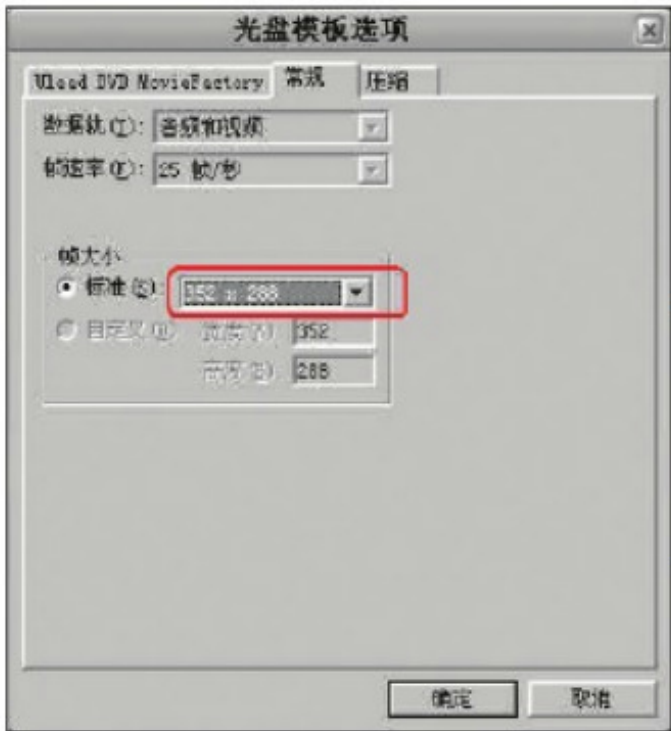 光盘模板选项
Ulead DVD MovieFactory 常规 压缩
数据轨(T): 音频和视频
帧速率(F): 25 帧/秒
帧大小
标准(S): 352 x 288
自定义(U) 宽度(W) 352
高度(E) 288
确定 取消